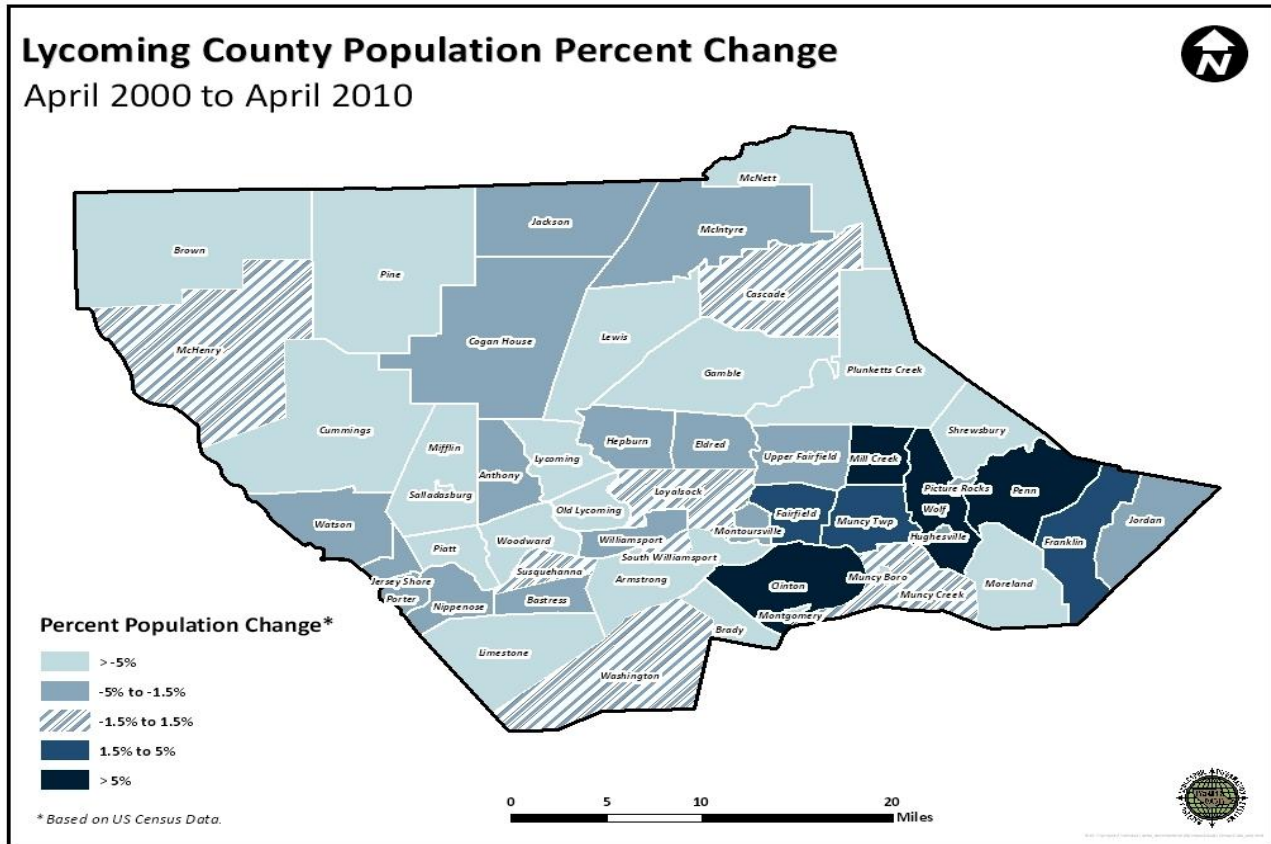 Lycoming County Population Percent Change
April 2000 to April 2010
N
McNett
Jackson
McIntyre
Brown
Pine
Cascade
McHenry
Cogan House
Lewis
Gamble
Plunketts Creek
Cummings
Mifflin
Shrewsbury
Hepburn
Eldred
Lycoming
Upper Fairfield
Mill Creek
Anthony
Salladasburg
Loyalsock
Picture Rocks
Penn
Old Lycoming
Wolf
Fairfield
Muncy Twp
Watson
Jordan
Montoursville
Hughesville
Franklin
Woodward
Williamsport
Piatt
South Williamsport
Susquehanna
Armstrong
Muncy Boro
Jersey Shore
Clinton
Moreland
Porter
Nippenose
Bastress
Muncy Creek
Montgomery
Brady
Limestone
Washington
Percent Population Change*
> -5%
-5% to -1.5%
-1.5% to 1.5%
1.5% to 5%
> 5%
* Based on US Census Data.
0 5 10 20
Miles